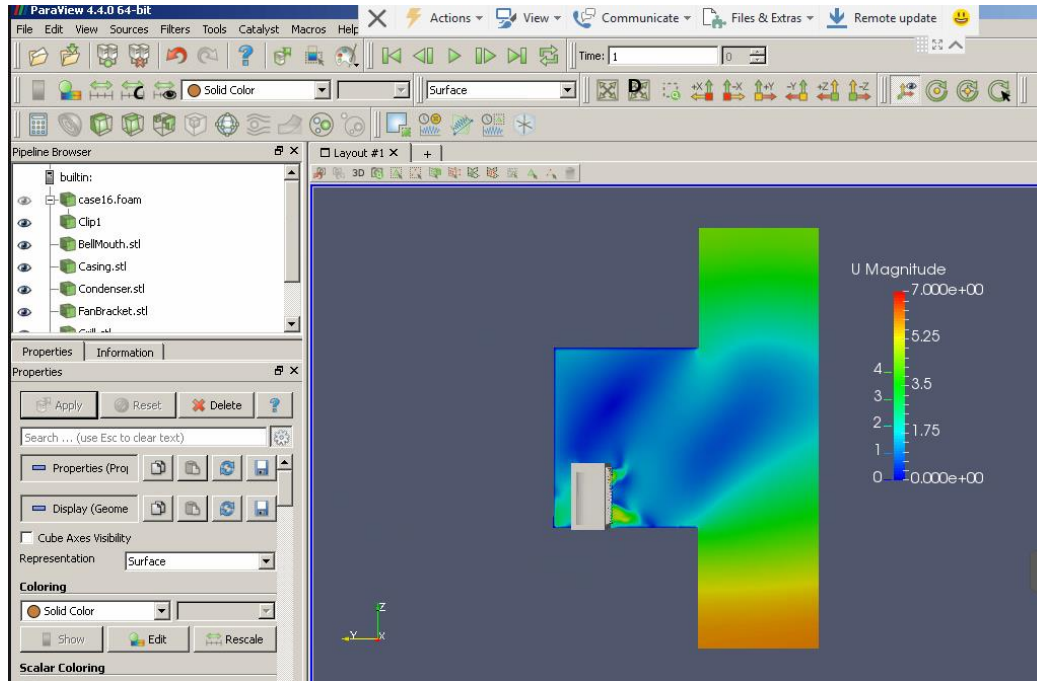 ParaView 4.4.0 64-bit
Actions View Communicate Files & Extras Remote update
File Edit View Sources Filters Tools Catalyst Macros Help
Time: 1 0
Solid Color Surface
Pipeline Browser
Layout #1
3D
builtin:
case16.foam
Clip1
BellMouth.stl
Casing.stl
Condenser.stl
FanBracket.stl
Properties Information
Properties
Apply Reset Delete ?
Search ... (use Esc to clear text)
Properties (Proj
Display (Geome
Cube Axes Visibility
Representation Surface
Coloring
Solid Color
Show Edit Rescale
Scalar Coloring
U Magnitude
7.000e+00
5.25
4
3.5
3
2
1.75
1
0 0.000e+00
Z
Y X